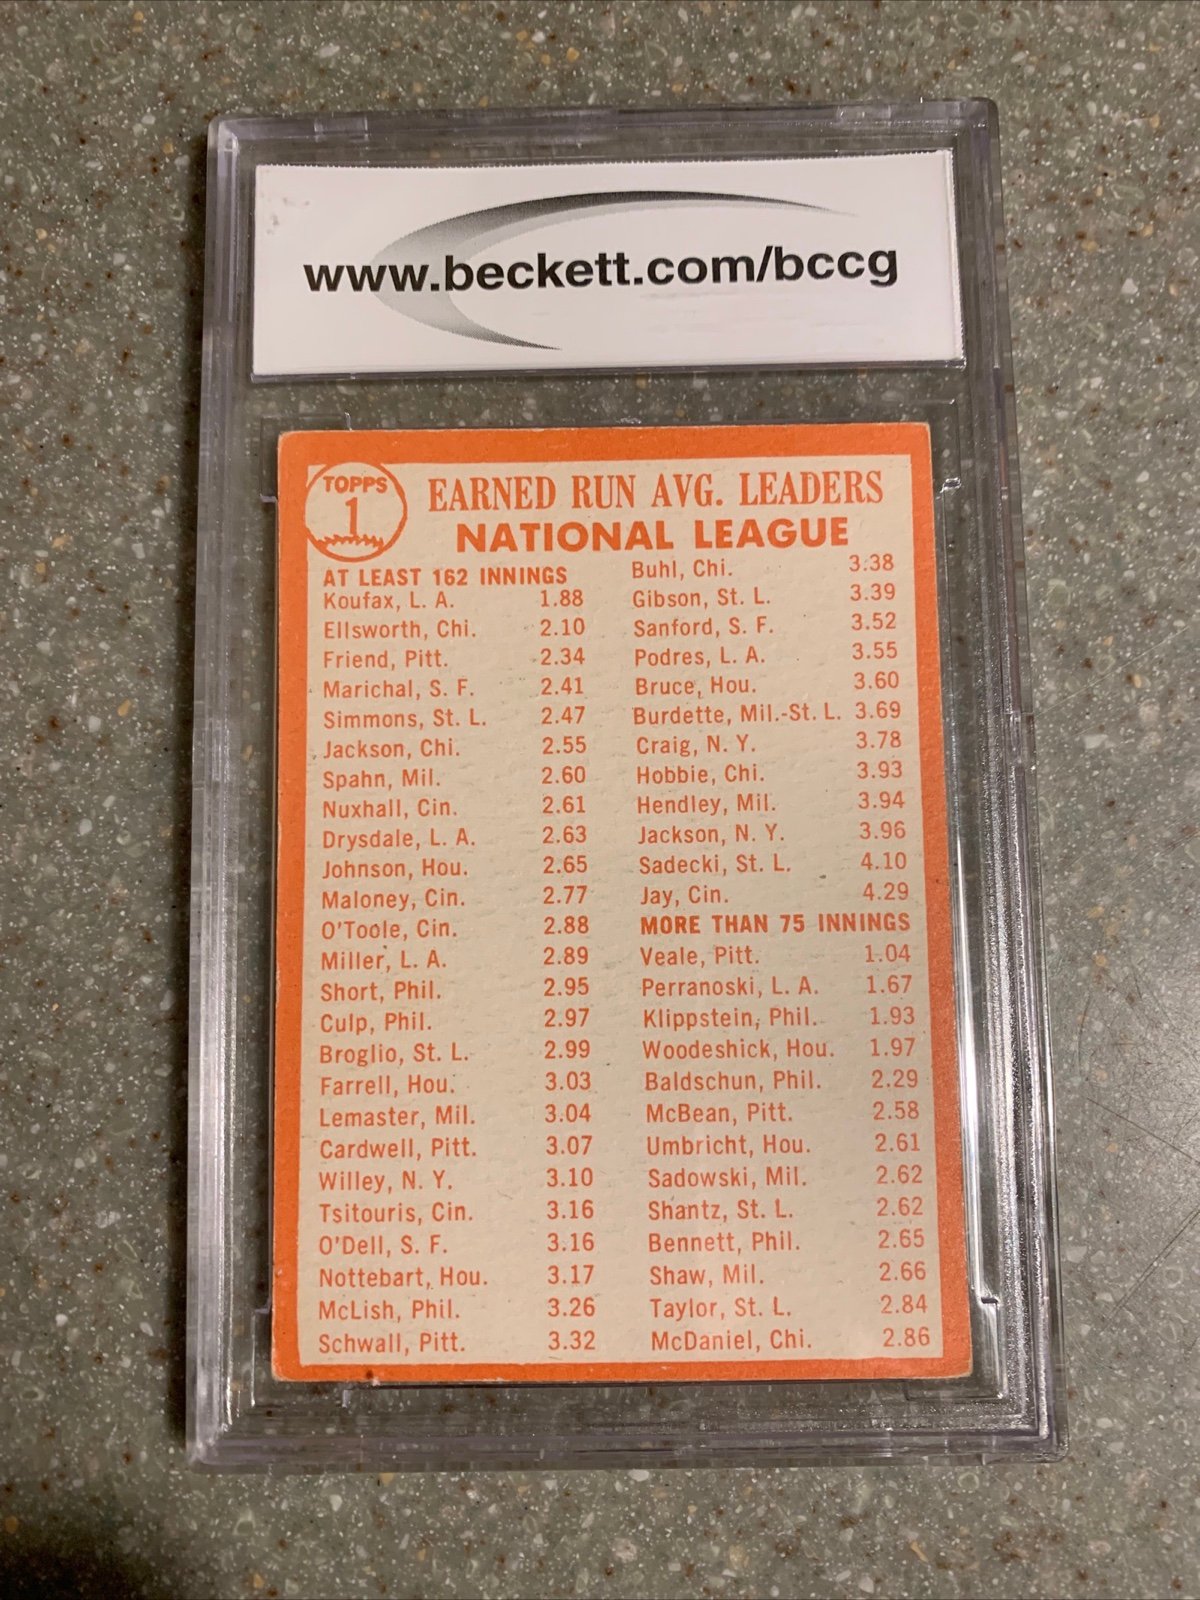 www.beckett.com/bccg
TOPPS
1
EARNED RUN AVG. LEADERS
NATIONAL LEAGUE
AT LEAST 162 INNINGS
Koufax, L. A. 1.88
Ellsworth, Chi. 2.10
Friend, Pitt. 2.34
Marichal, S. F. 2.41
Simmons, St. L. 2.47
Jackson, Chi. 2.55
Spahn, Mil. 2.60
Nuxhall, Cin. 2.61
Drysdale, L. A. 2.63
Johnson, Hou. 2.65
Maloney, Cin. 2.77
O'Toole, Cin. 2.88
Miller, L. A. 2.89
Short, Phil. 2.95
Culp, Phil. 2.97
Broglio, St. L. 2.99
Farrell, Hou. 3.03
Lemaster, Mil. 3.04
Cardwell, Pitt. 3.07
Willey, N. Y. 3.10
Tsitouris, Cin. 3.16
O'Dell, S. F. 3.16
Nottebart, Hou. 3.17
McLish, Phil. 3.26
Schwall, Pitt. 3.32
Buhl, Chi. 3.38
Gibson, St. L. 3.39
Sanford, S. F. 3.52
Podres, L. A. 3.55
Bruce, Hou. 3.60
Burdette, Mil.-St. L. 3.69
Craig, N. Y. 3.78
Hobbie, Chi. 3.93
Hendley, Mil. 3.94
Jackson, N. Y. 3.96
Sadecki, St. L. 4.10
Jay, Cin. 4.29
MORE THAN 75 INNINGS
Veale, Pitt. 1.04
Perranoski, L. A. 1.67
Klippstein, Phil. 1.93
Woodeshick, Hou. 1.97
Baldschun, Phil. 2.29
McBean, Pitt. 2.58
Umbricht, Hou. 2.61
Sadowski, Mil. 2.62
Shantz, St. L. 2.62
Bennett, Phil. 2.65
Shaw, Mil. 2.66
Taylor, St. L. 2.84
McDaniel, Chi. 2.86